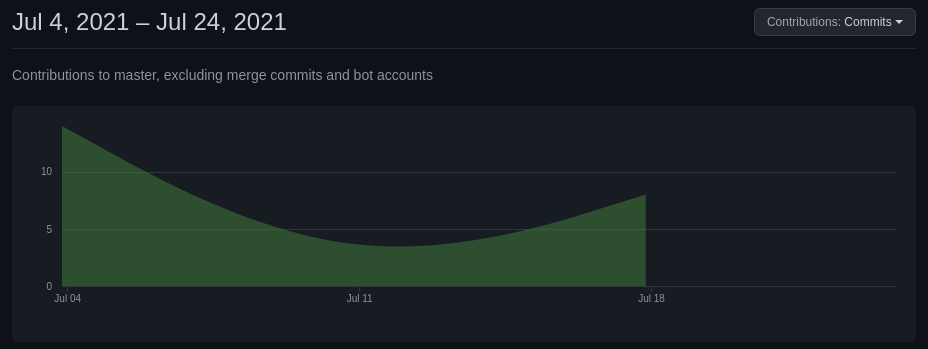 Jul 4, 2021 – Jul 24, 2021
Contributions: Commits
Contributions to master, excluding merge commits and bot accounts
10
5
0
Jul 04
Jul 11
Jul 18